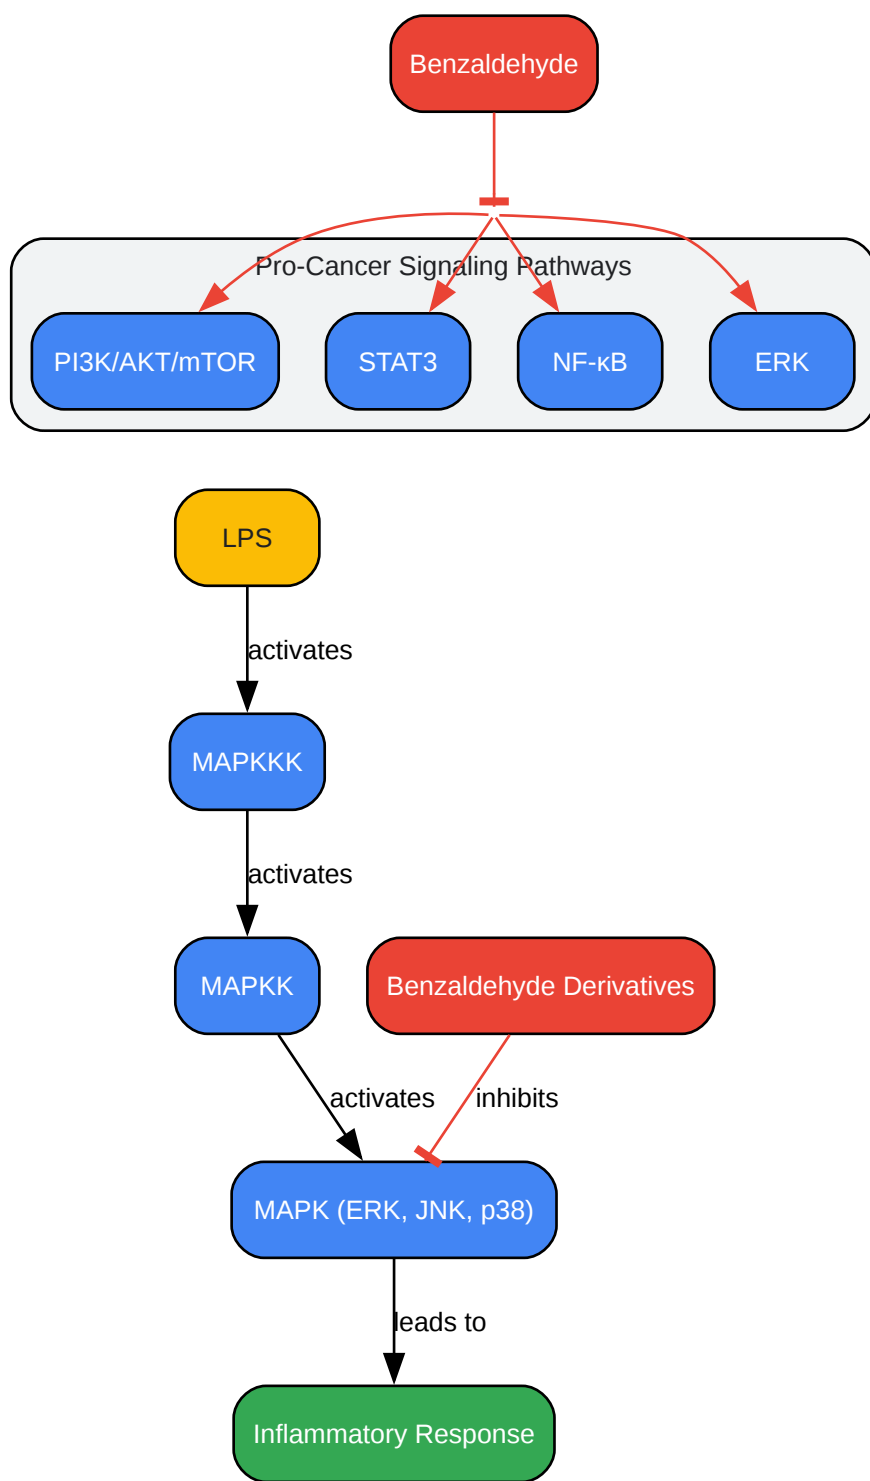 Benzaldehyde
Pro-Cancer Signaling Pathways
PI3K/AKT/mTOR
STAT3
NF-κB
ERK
LPS
activates
MAPKKK
activates
MAPKK
Benzaldehyde Derivatives
activates
inhibits
MAPK (ERK, JNK, p38)
leads to
Inflammatory Response